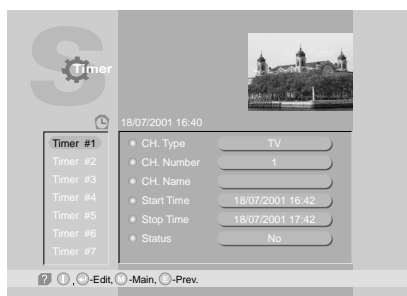 S
Timer
18/07/2001 16:40
Timer #1
Timer #2
Timer #3
Timer #4
Timer #5
Timer #6
Timer #7
CH. Type TV
CH. Number 1
CH. Name
Start Time 18/07/2001 16:42
Stop Time 18/07/2001 17:42
Status No
? , -Edit, M -Main, E -Prev.